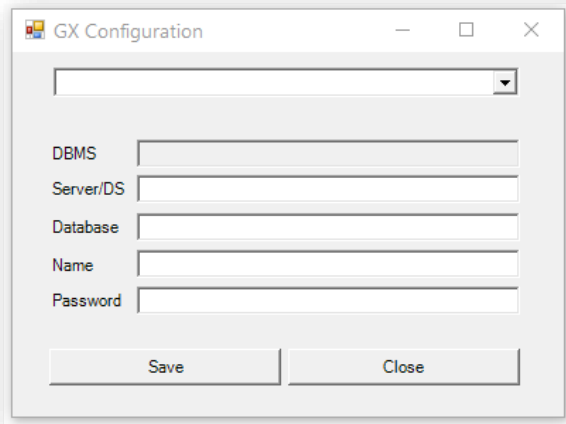 GX Configuration
DBMS
Server/DS
Database
Name
Password
Save Close